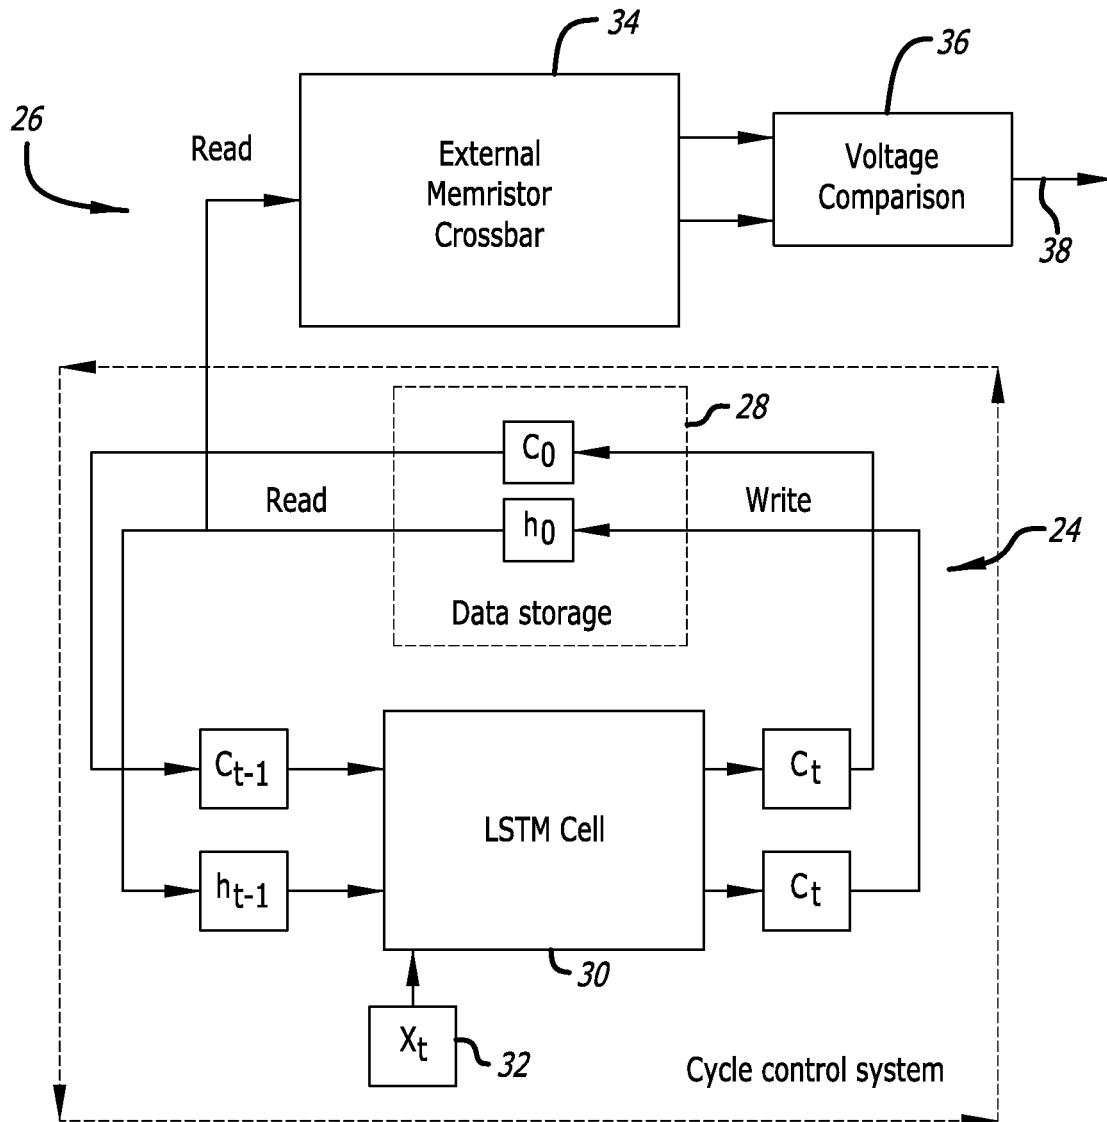 34
36
26
Read
External
Memristor
Crossbar
Voltage
Comparison
38
28
C0
Read
Write
h0
24
Data storage
Ct-1
LSTM Cell
Ct
ht-1
Ct
30
Xt
32
Cycle control system